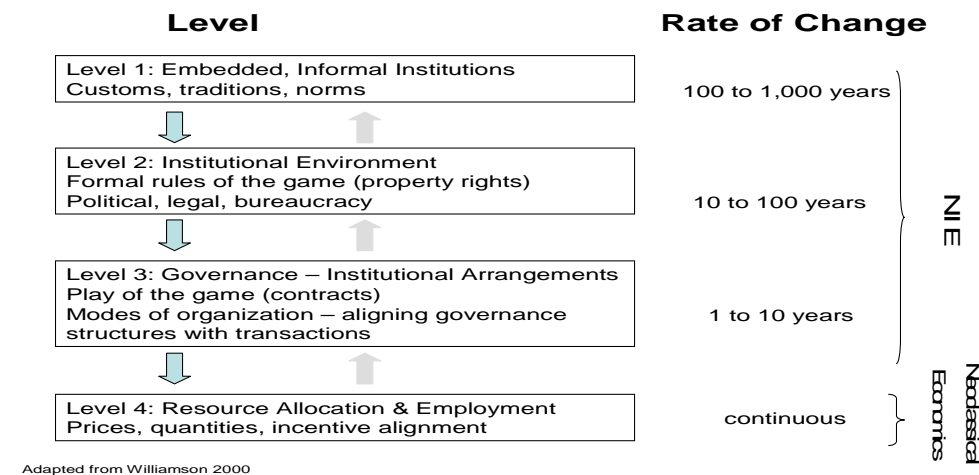 Level
Rate of Change
Level 1: Embedded, Informal Institutions
Customs, traditions, norms
100 to 1,000 years
Level 2: Institutional Environment
Formal rules of the game (property rights)
Political, legal, bureaucracy
10 to 100 years
NIE
Level 3: Governance – Institutional Arrangements
Play of the game (contracts)
Modes of organization – aligning governance
structures with transactions
1 to 10 years
Level 4: Resource Allocation & Employment
Prices, quantities, incentive alignment
continuous
Neoclassical
Economics
Adapted from Williamson 2000